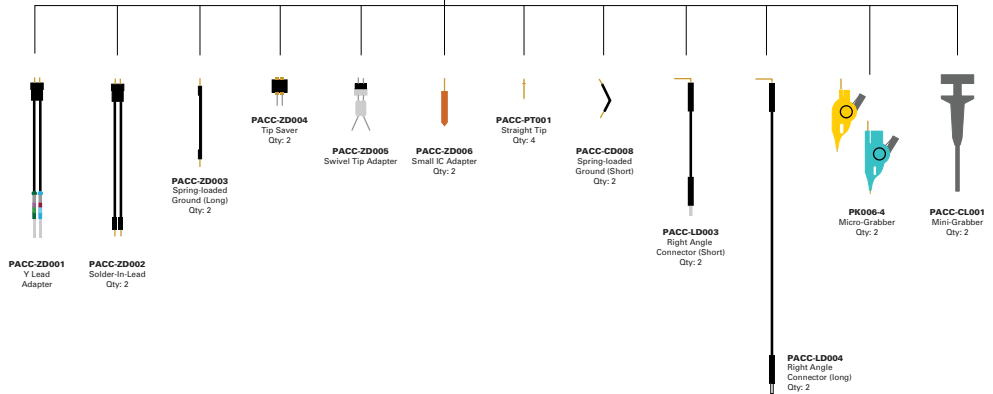 PACC-ZD001
Y Lead
Adapter
PACC-ZD002
Solder-In-Lead
Qty: 2
PACC-ZD003
Spring-loaded
Ground (Long)
Qty: 2
PACC-ZD004
Tip Saver
Qty: 2
PACC-ZD005
Swivel Tip Adapter
PACC-ZD006
Small IC Adapter
Qty: 2
PACC-PT001
Straight Tip
Qty: 4
PACC-CD008
Spring-loaded
Ground (Short)
Qty: 2
PACC-LD003
Right Angle
Connector (Short)
Qty: 2
PACC-LD004
Right Angle
Connector (long)
Qty: 2
PK006-4
Micro-Grabber
Qty: 2
PACC-CL001
Mini-Grabber
Qty: 2